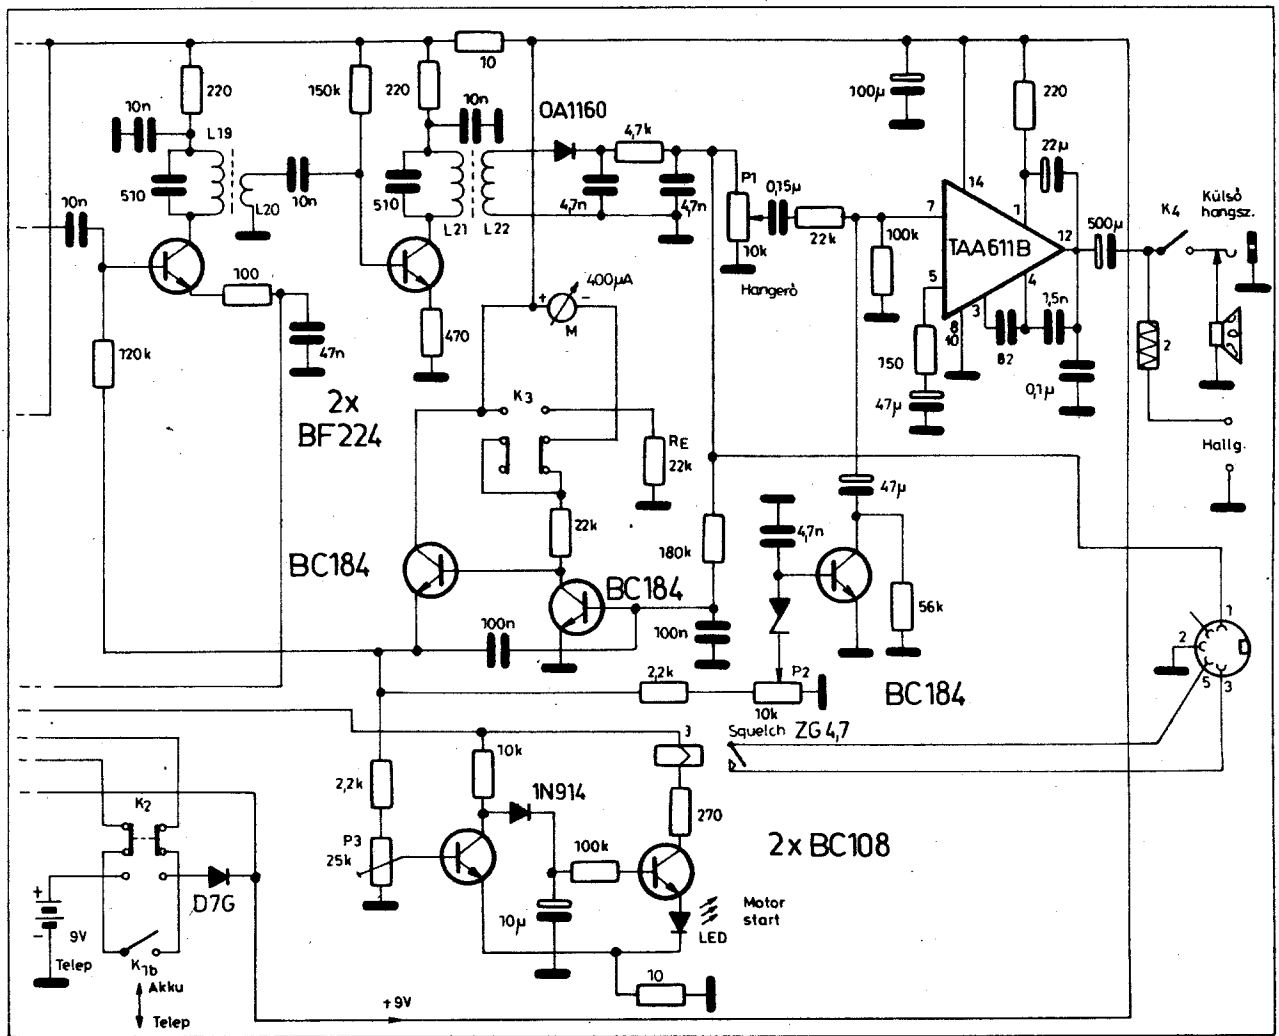 10
220
150k
220
10n
L19
10n
OA1160
4,7k
100µ
220
22µ
510
L20
10n
510
L21
L22
4,7n
4,7n
P1
0,15µ
10k
22k
Hangerő
100k
14
7
1
12
TAA611B
5
4
3
8
10
500µ
K4
Külső
hangsz.
10n
100
47n
120k
470
+
-
400µA
M
150
47µ
82
1,5n
0,1µ
2
Hallg.
2x
BF224
K3
RE
22k
22k
BC184
BC184
100n
180k
100n
4,7n
47µ
56k
BC184
2,2k
P2
10k
Squelch
ZG 4,7
1
2
5
3
10k
2,2k
P3
25k
1N914
100k
10µ
3
270
2x BC108
LED
Motor
start
10
K2
D7G
+
-
9V
Telep
K1b
Akku
Telep
+9V